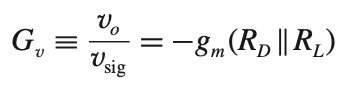 G_v ≡ v_o / v_sig = −g_m(R_D ∥ R_L)